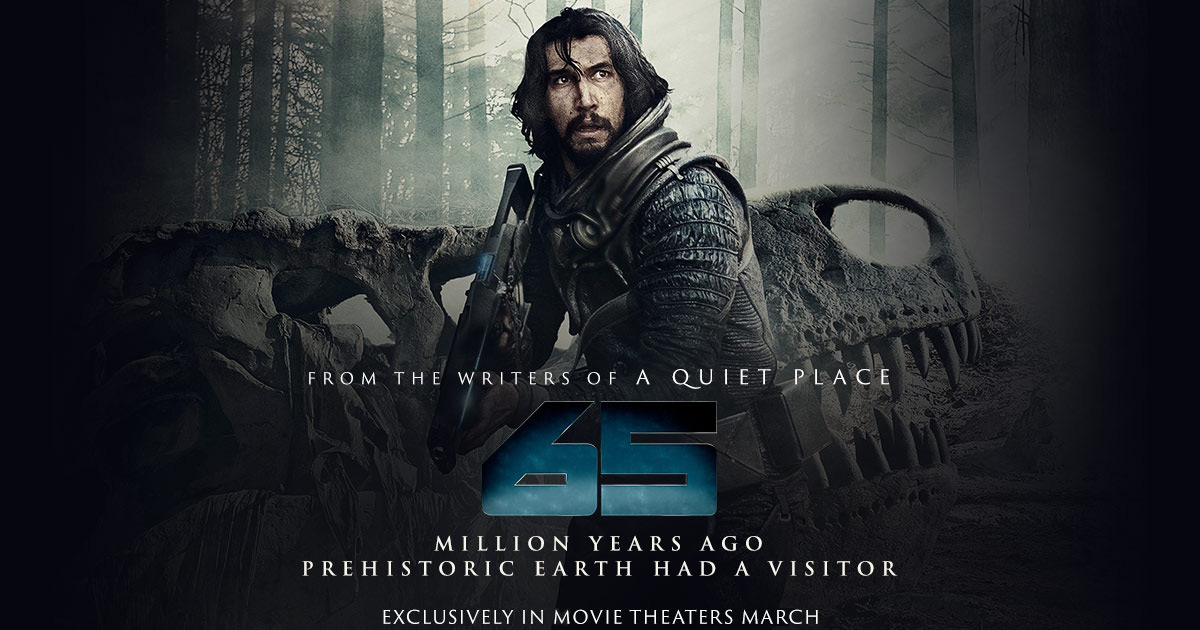 FROM THE WRITERS OF A QUIET PLACE
65
MILLION YEARS AGO
PREHISTORIC EARTH HAD A VISITOR
EXCLUSIVELY IN MOVIE THEATERS MARCH